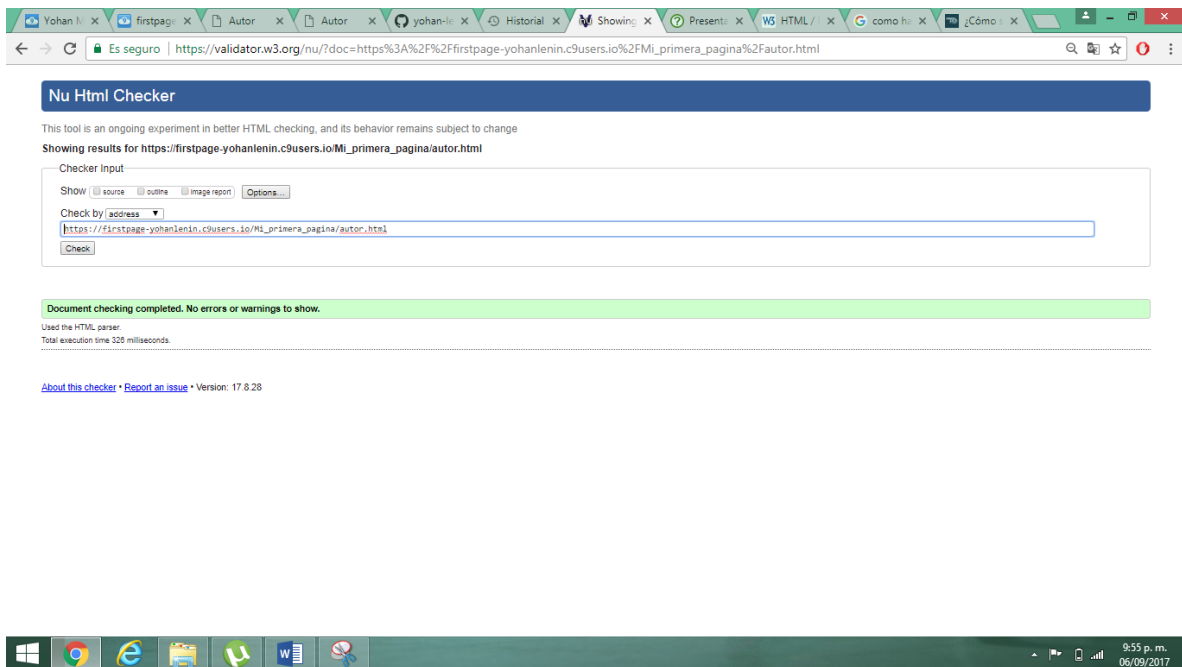 Yohan M firstpage Autor Autor yohan-le Historial Showing Presenta W3 HTML / G como ha ¿Cómo s
Es seguro | https://validator.w3.org/nu/?doc=https%3A%2F%2Ffirstpage-yohanlenin.c9users.io%2FMi_primera_pagina%2Fautor.html
Nu Html Checker
This tool is an ongoing experiment in better HTML checking, and its behavior remains subject to change
Showing results for https://firstpage-yohanlenin.c9users.io/Mi_primera_pagina/autor.html
Checker Input
Show source outline image report Options...
Check by address
https://firstpage-yohanlenin.c9users.io/Mi_primera_pagina/autor.html
Check
Document checking completed. No errors or warnings to show.
Used the HTML parser.
Total execution time 326 milliseconds.
About this checker • Report an issue • Version: 17.8.28
9:55 p. m.
06/09/2017